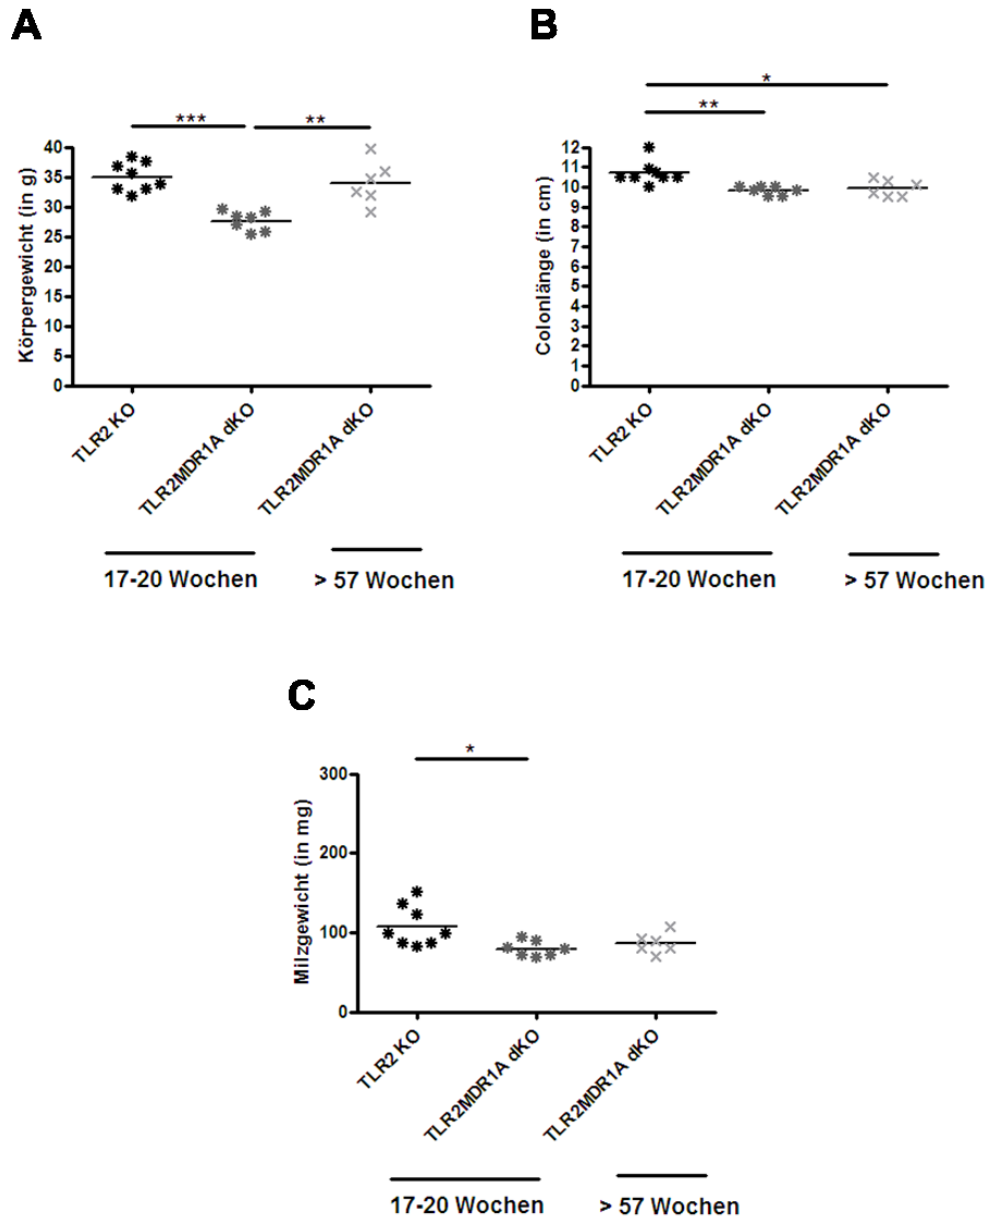 A
***
**
Körpergewicht (in g)
40
35
30
25
20
15
10
5
0
TLR2 KO
TLR2MDR1A dKO
TLR2MDR1A dKO
17-20 Wochen
> 57 Wochen
B
*
**
Colonlänge (in cm)
12
11
10
9
8
7
6
5
4
3
2
1
0
TLR2 KO
TLR2MDR1A dKO
TLR2MDR1A dKO
17-20 Wochen
> 57 Wochen
C
*
Milzgewicht (in mg)
300
200
100
0
TLR2 KO
TLR2MDR1A dKO
TLR2MDR1A dKO
17-20 Wochen
> 57 Wochen